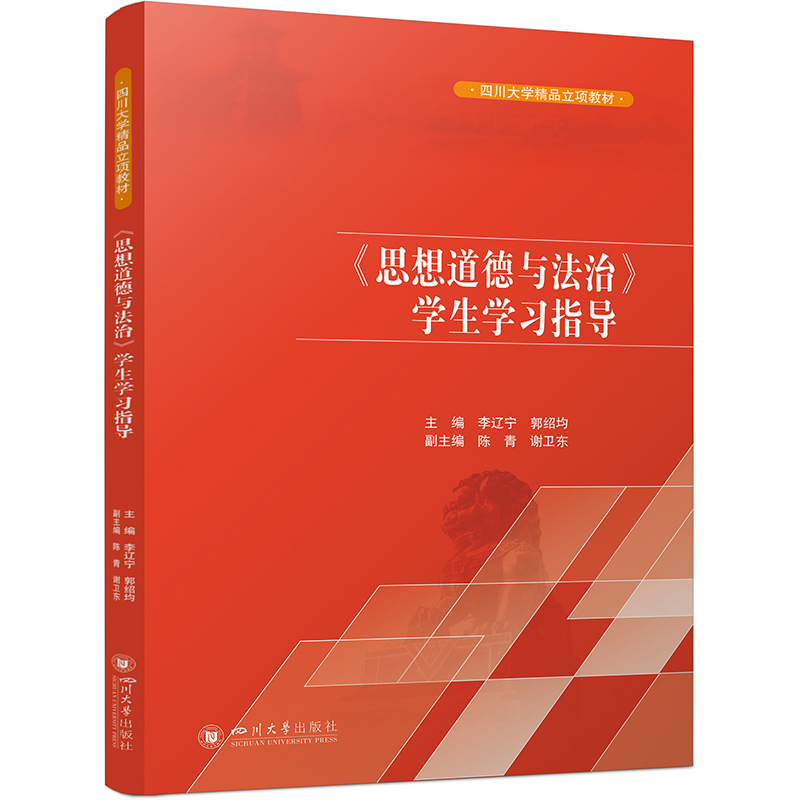 ·四川大学精品立项教材·
《思想道德与法治》
学生学习指导
主 编 李辽宁 郭绍均
副主编 陈 青 谢卫东
四川大学出版社
SICHUAN UNIVERSITY PRESS
·四川大学精品立项教材·
《思想道德与法治》学生学习指导
主 编 李辽宁 郭绍均
副主编 陈 青 谢卫东
四川大学出版社
SICHUAN UNIVERSITY PRESS